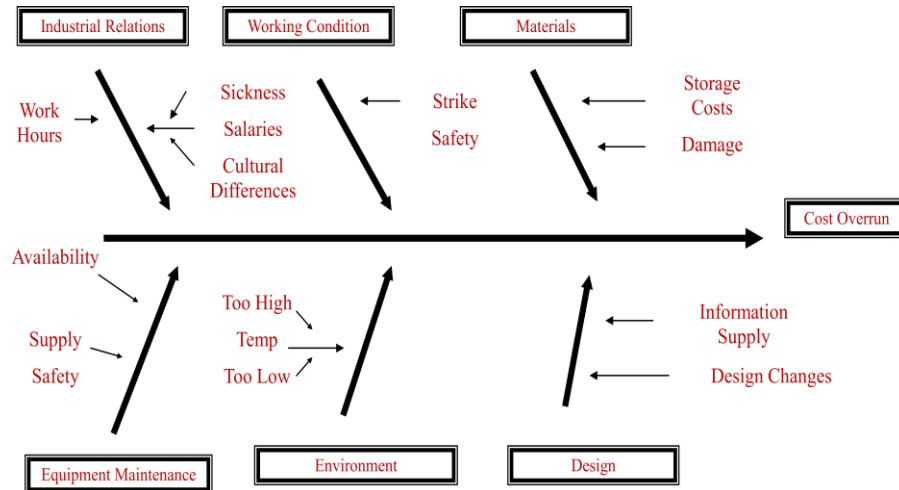 Industrial Relations
Working Condition
Materials
Work
Hours
Sickness
Salaries
Cultural
Differences
Strike
Safety
Storage
Costs
Damage
Cost Overrun
Availability
Supply
Safety
Too High
Temp
Too Low
Information
Supply
Design Changes
Equipment Maintenance
Environment
Design